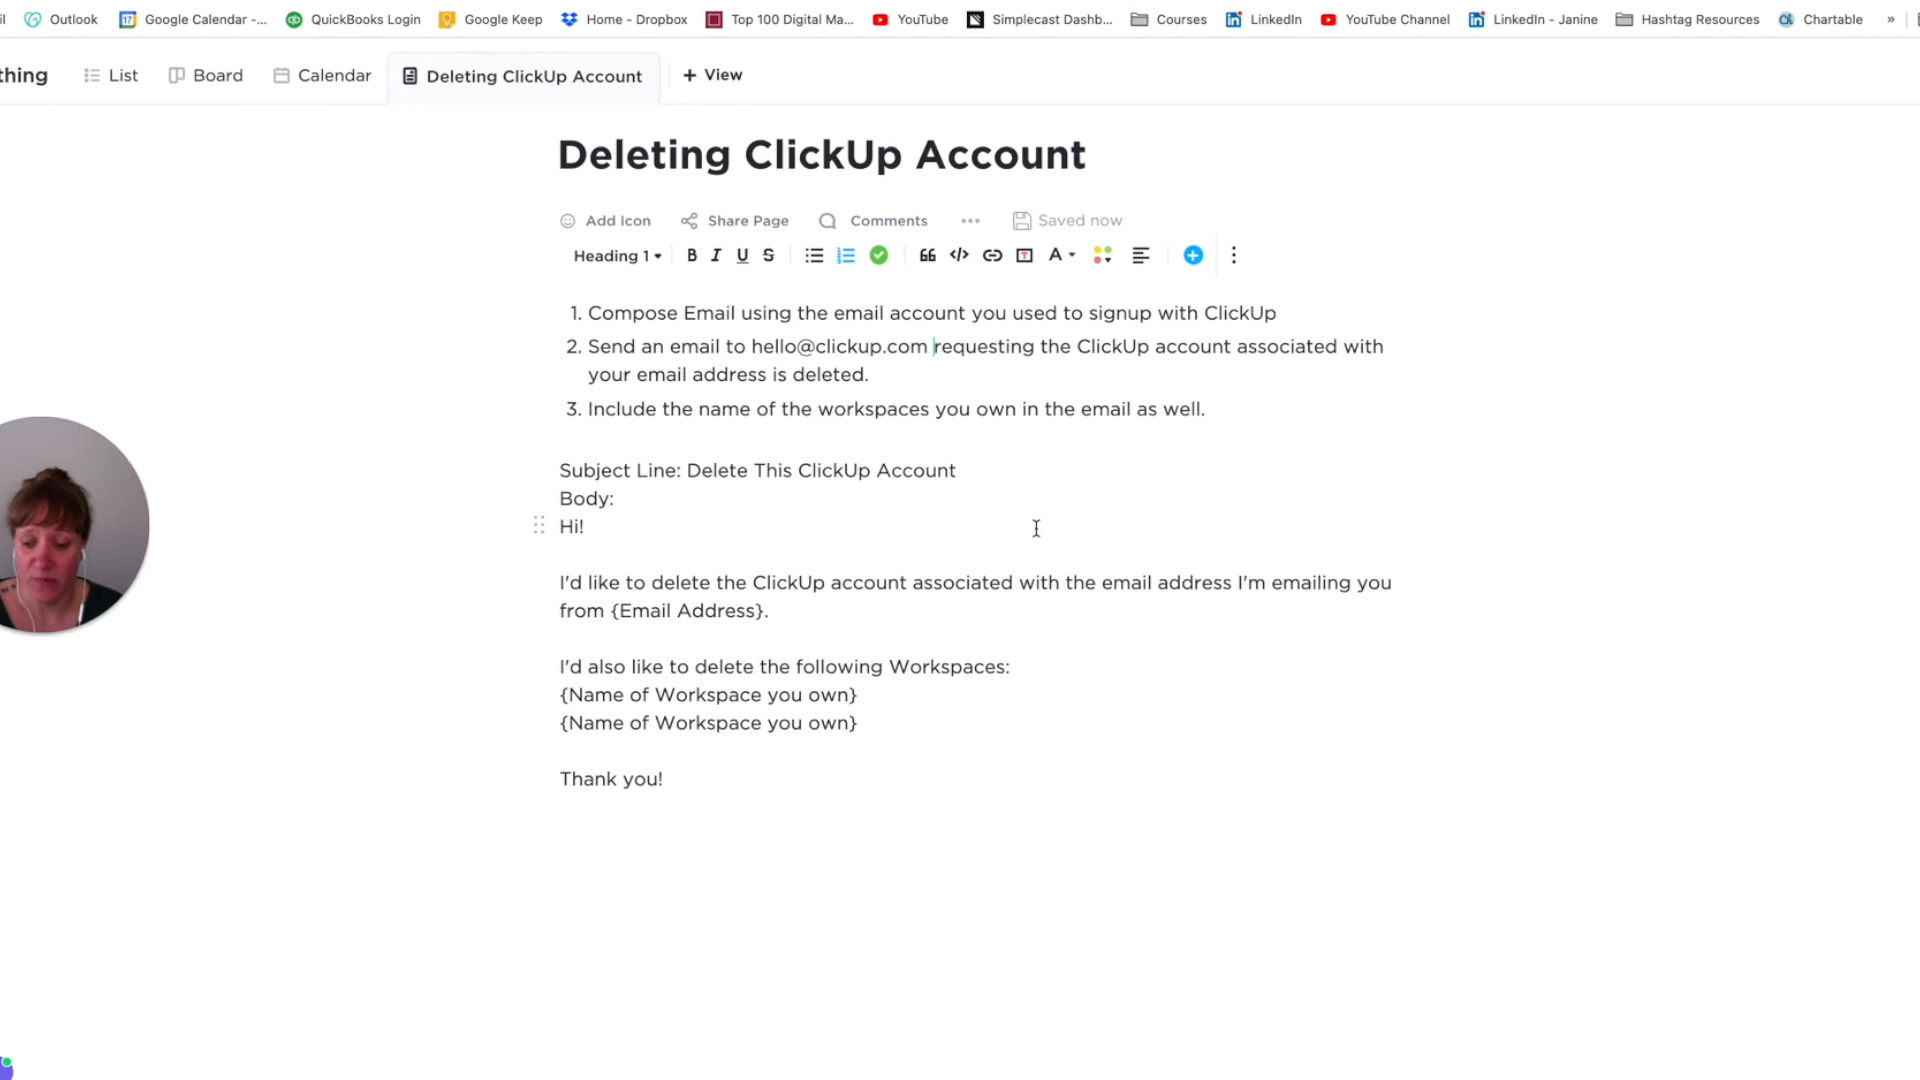 Outlook
Google Calendar -...
QuickBooks Login
Google Keep
Home - Dropbox
Top 100 Digital Ma...
YouTube
Simplecast Dashb...
Courses
LinkedIn
YouTube Channel
LinkedIn - Janine
Hashtag Resources
Chartable
»
thing
List
Board
Calendar
Deleting ClickUp Account
+ View
Deleting ClickUp Account
Add Icon
Share Page
Comments
Saved now
Heading 1
B I U S
1. Compose Email using the email account you used to signup with ClickUp
2. Send an email to hello@clickup.com requesting the ClickUp account associated with
your email address is deleted.
3. Include the name of the workspaces you own in the email as well.
Subject Line: Delete This ClickUp Account
Body:
Hi!
I'd like to delete the ClickUp account associated with the email address I'm emailing you
from {Email Address}.
I'd also like to delete the following Workspaces:
{Name of Workspace you own}
{Name of Workspace you own}
Thank you!